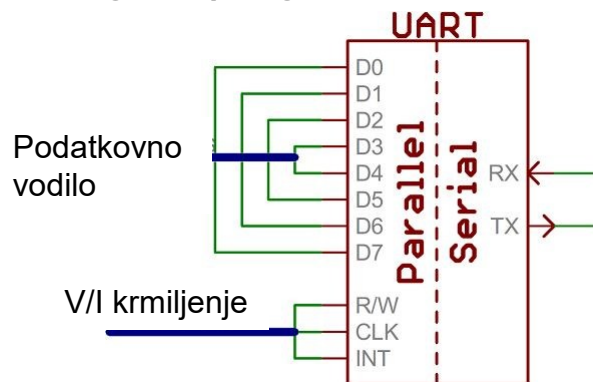 UART
D0
D1
D2
D3
D4
D5
D6
D7
Podatkovno
vodilo
Parallel
Serial
RX
TX
V/I krmiljenje
R/W
CLK
INT